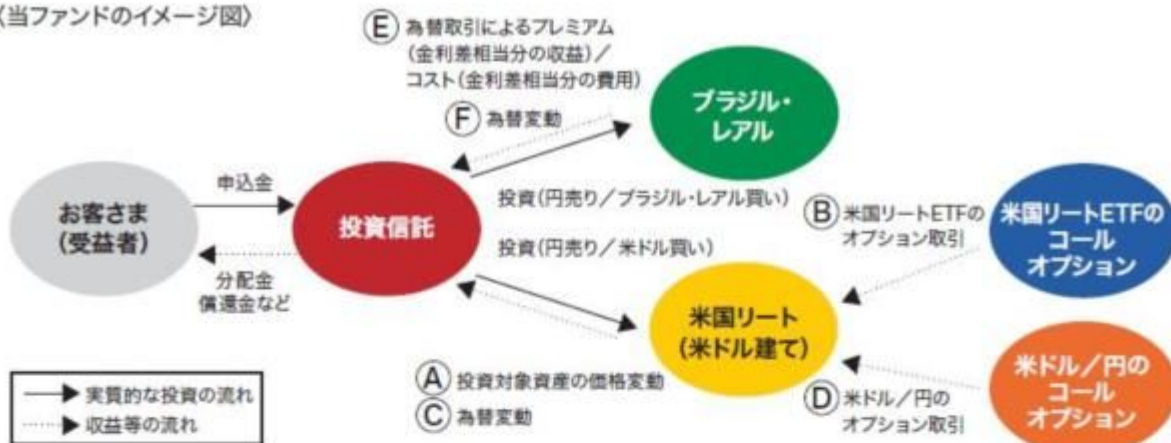 〈当ファンドのイメージ図〉
Ⓔ 為替取引によるプレミアム
(金利差相当分の収益)/
コスト(金利差相当分の費用)
Ⓕ 為替変動
ブラジル・
レアル
申込金
お客さま
(受益者)
投資信託
分配金
償還金など
投資(円売り/ブラジル・レアル買い)
投資(円売り/米ドル買い)
Ⓑ 米国リートETFの
オプション取引
米国リートETFの
コール
オプション
米国リート
(米ドル建て)
Ⓐ 投資対象資産の価格変動
Ⓒ 為替変動
Ⓓ 米ドル/円の
オプション取引
米ドル/円の
コール
オプション
実質的な投資の流れ
収益等の流れ